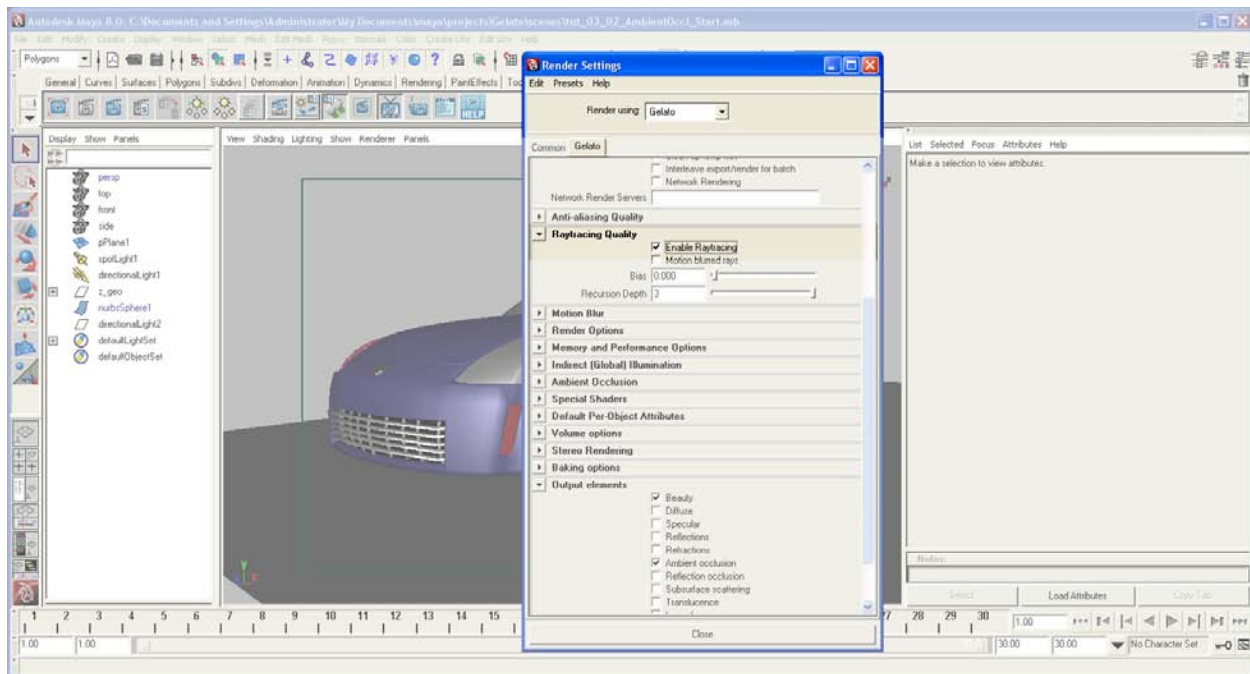 Autodesk Maya 8.0: C:\Documents and Settings\Administrator\My Documents\maya\projects\Gelato\scenes\tut_03_02_AmbientOccl_Start.mb
Polygons
General Curves Surfaces Polygons Subdivs Deformation Animation Dynamics Rendering PaintEffects
HELP
Display Show Panels
persp
top
front
side
pPlane1
spotLight1
directionalLight1
z_geo
nurbsSphere1
directionalLight2
defaultLightSet
defaultObjectSet
View Shading Lighting Show Renderer Panels
Render Settings
Edit Presets Help
Render using Gelato
Common Gelato
Interleave export/render for batch
Network Rendering
Network Render Servers
Anti-aliasing Quality
Raytracing Quality
Enable Raytracing
Motion blurred rays
Bias 0.000
Recursion Depth 3
Motion Blur
Render Options
Memory and Performance Options
Indirect (Global) Illumination
Ambient Occlusion
Special Shaders
Default Per-Object Attributes
Volume options
Stereo Rendering
Baking options
Output elements
Beauty
Diffuse
Specular
Reflections
Refractions
Ambient occlusion
Reflection occlusion
Subsurface scattering
Translucence
Close
List Selected Focus Attributes Help
Make a selection to view attributes.
Notes:
Select Load Attributes Copy Tab
1 2 3 4 5 6 7 8 9 10 11 12 13 14 15 27 28 29 30 1.00
1.00 1.00 30.00 30.00 No Character Set